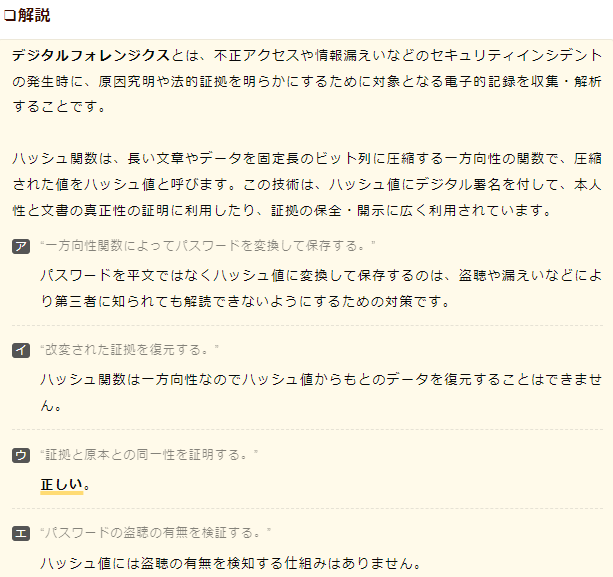 ❏解説
デジタルフォレンジクスとは、不正アクセスや情報漏えいなどのセキュリティインシデント
の発生時に、原因究明や法的証拠を明らかにするために対象となる電子的記録を収集・解析
することです。
ハッシュ関数は、長い文章やデータを固定長のビット列に圧縮する一方向性の関数で、圧縮
された値をハッシュ値と呼びます。この技術は、ハッシュ値にデジタル署名を付して、本人
性と文書の真正性の証明に利用したり、証拠の保全・開示に広く利用されています。
ア “一方向性関数によってパスワードを変換して保存する。”
パスワードを平文ではなくハッシュ値に変換して保存するのは、盗聴や漏えいなどによ
り第三者に知られても解読できないようにするための対策です。
イ “改変された証拠を復元する。”
ハッシュ関数は一方向性なのでハッシュ値からもとのデータを復元することはできませ
ん。
ウ “証拠と原本との同一性を証明する。”
正しい。
エ “パスワードの盗聴の有無を検証する。”
ハッシュ値には盗聴の有無を検知する仕組みはありません。